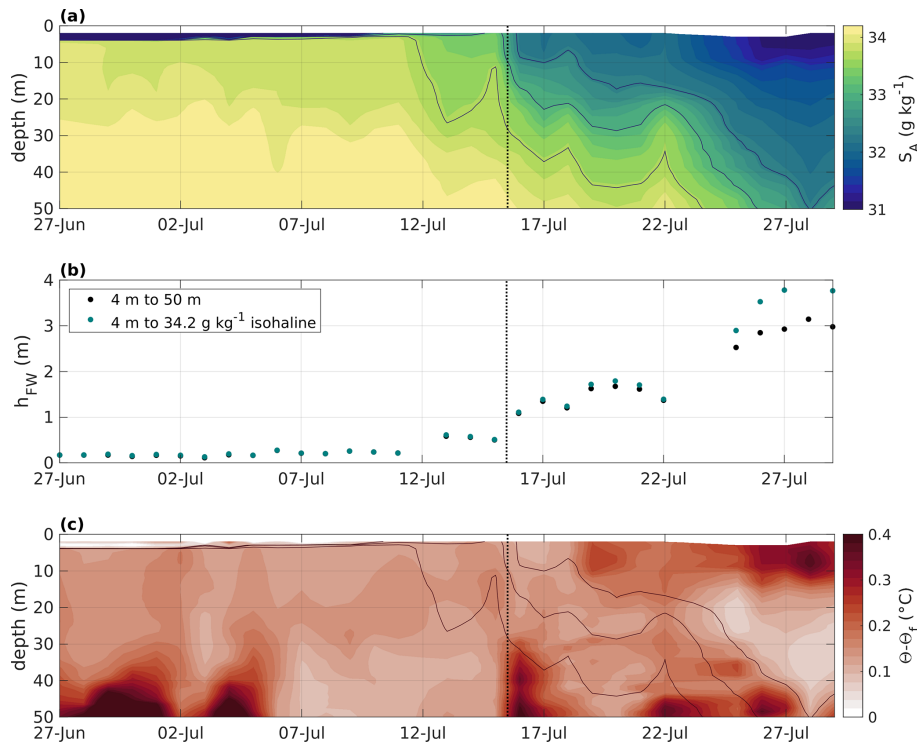 (a)
0
10
20
30
40
50
depth (m)
27-Jun
02-Jul
07-Jul
12-Jul
17-Jul
22-Jul
27-Jul
34
33
32
31
S_A (g kg⁻¹)
(b)
4
3
2
1
0
h_FW (m)
4 m to 50 m
4 m to 34.2 g kg⁻¹ isohaline
27-Jun
02-Jul
07-Jul
12-Jul
17-Jul
22-Jul
27-Jul
(c)
0
10
20
30
40
50
depth (m)
27-Jun
02-Jul
07-Jul
12-Jul
17-Jul
22-Jul
27-Jul
0.4
0.3
0.2
0.1
0
Θ-Θ_f (°C)